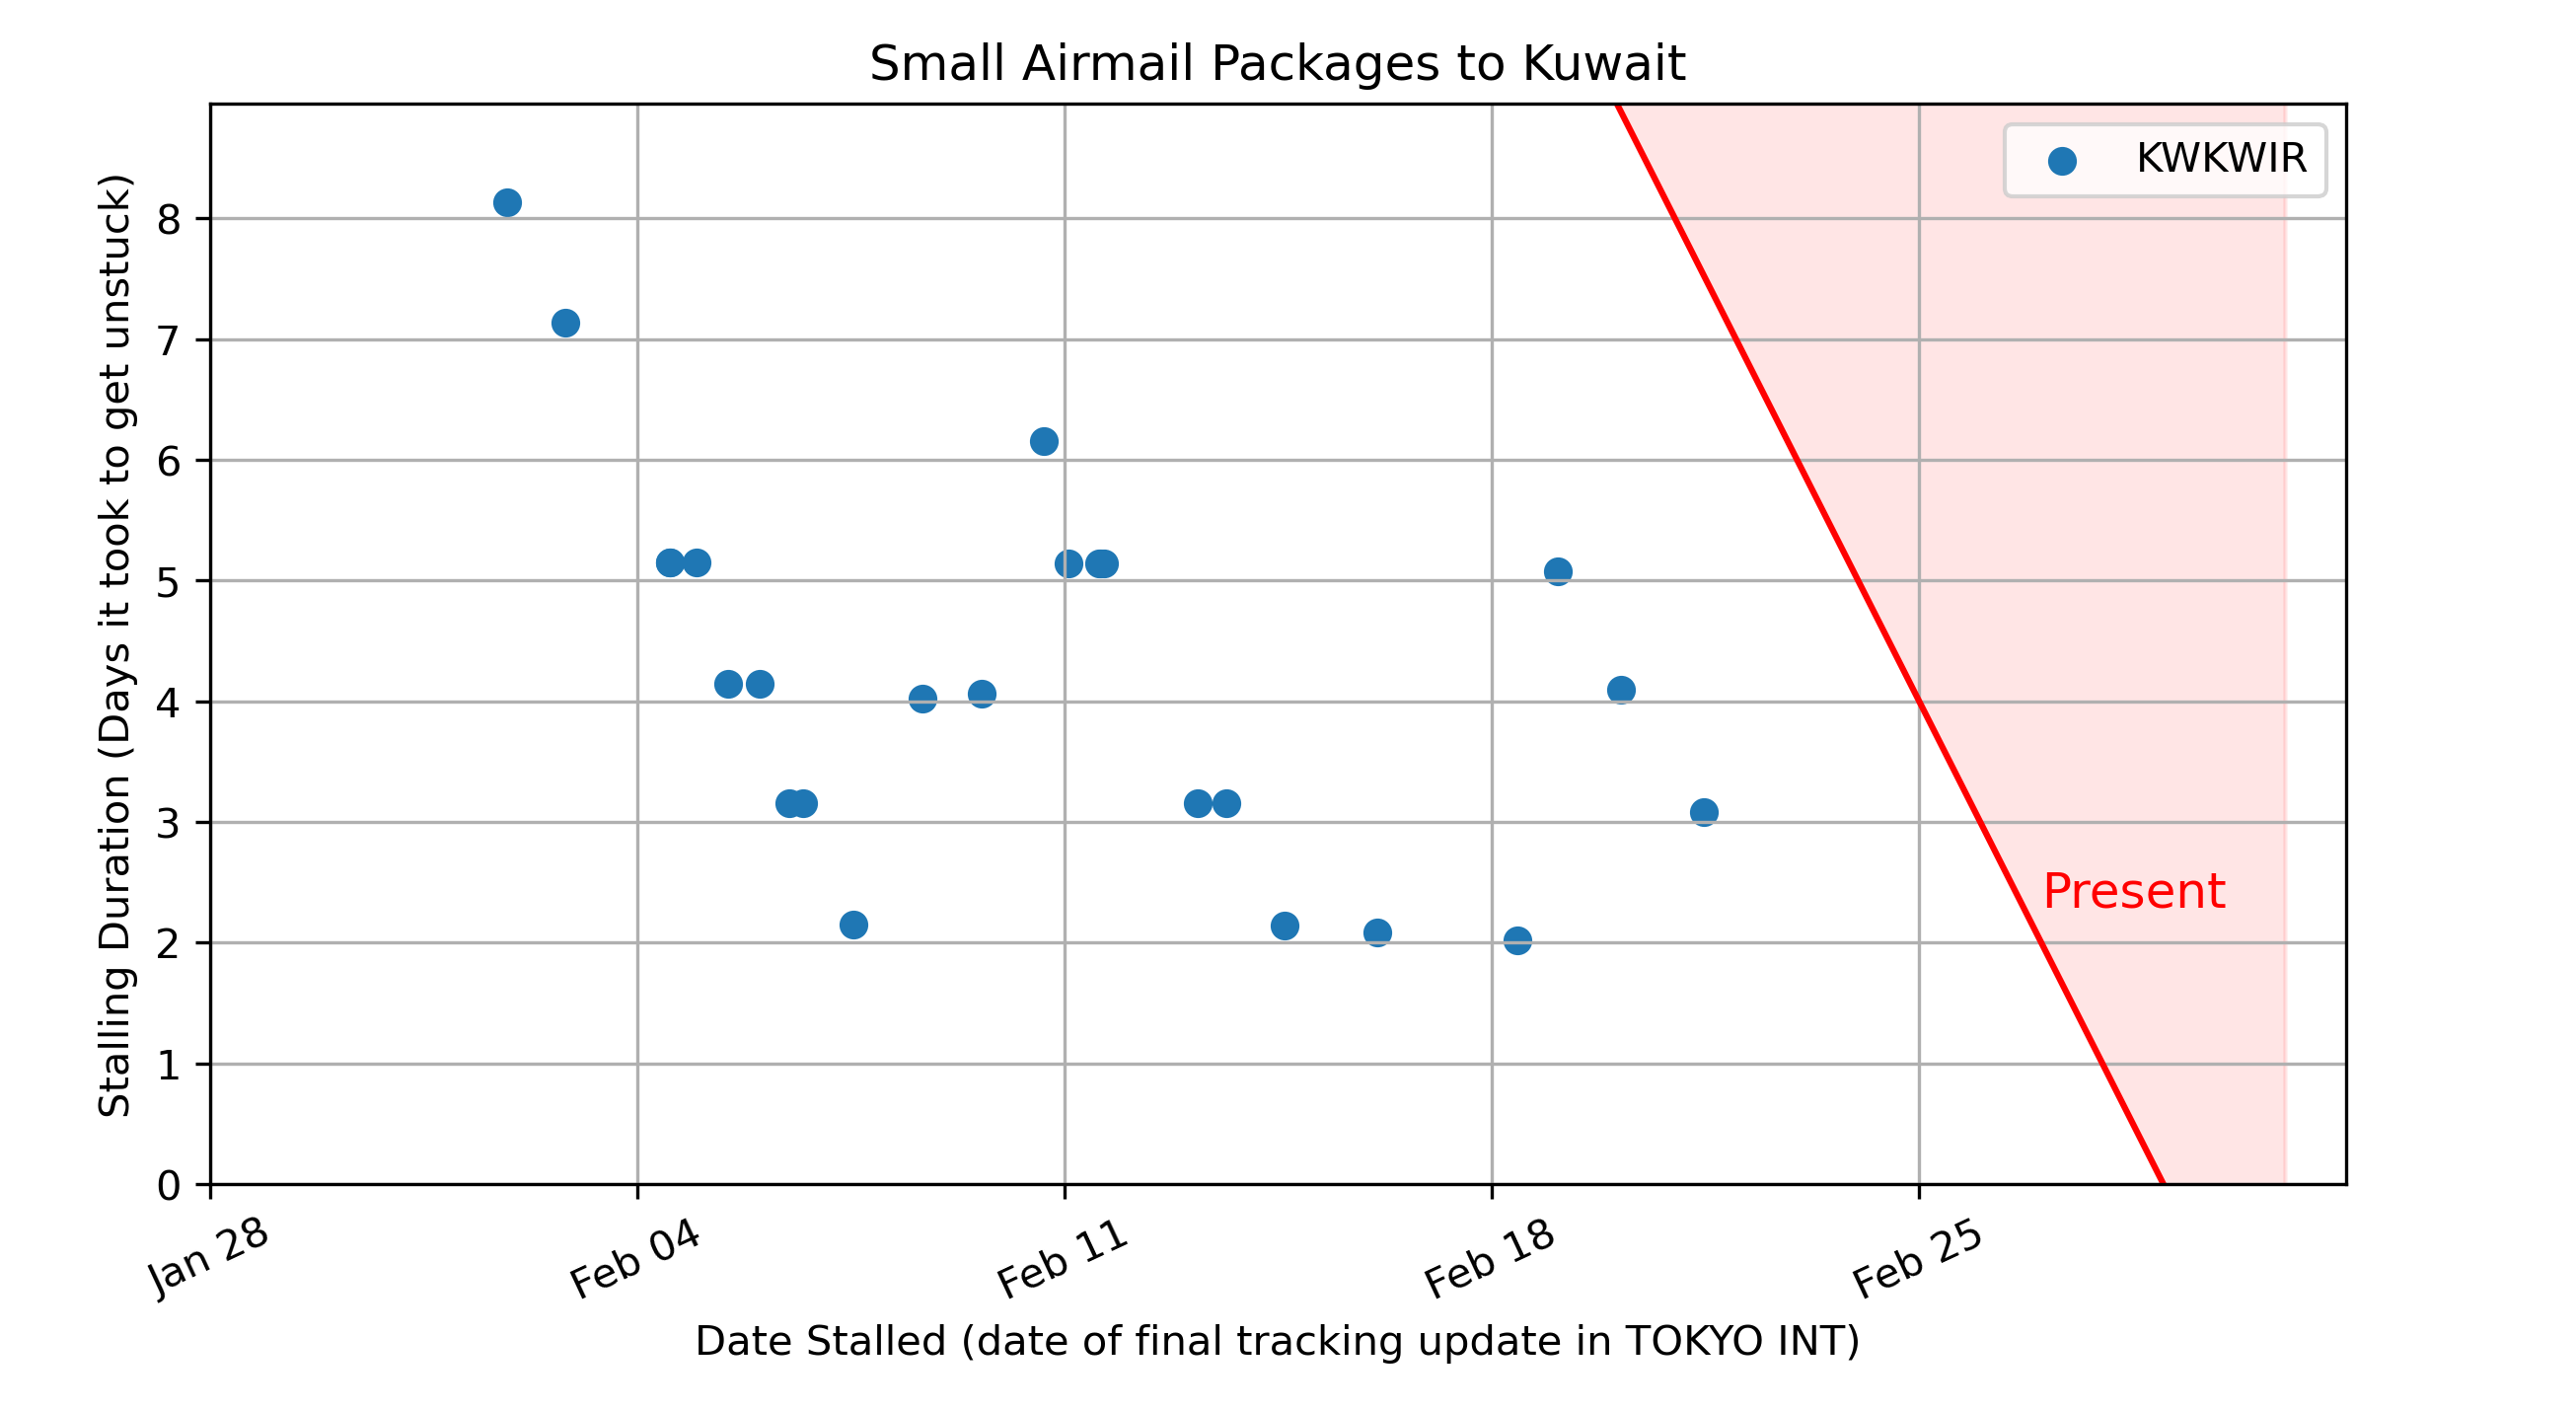 Small Airmail Packages to Kuwait
KWKWIR
Stalling Duration (Days it took to get unstuck)
8
7
6
5
4
3
2
1
0
Present
Jan 28
Feb 04
Feb 11
Feb 18
Feb 25
Date Stalled (date of final tracking update in TOKYO INT)